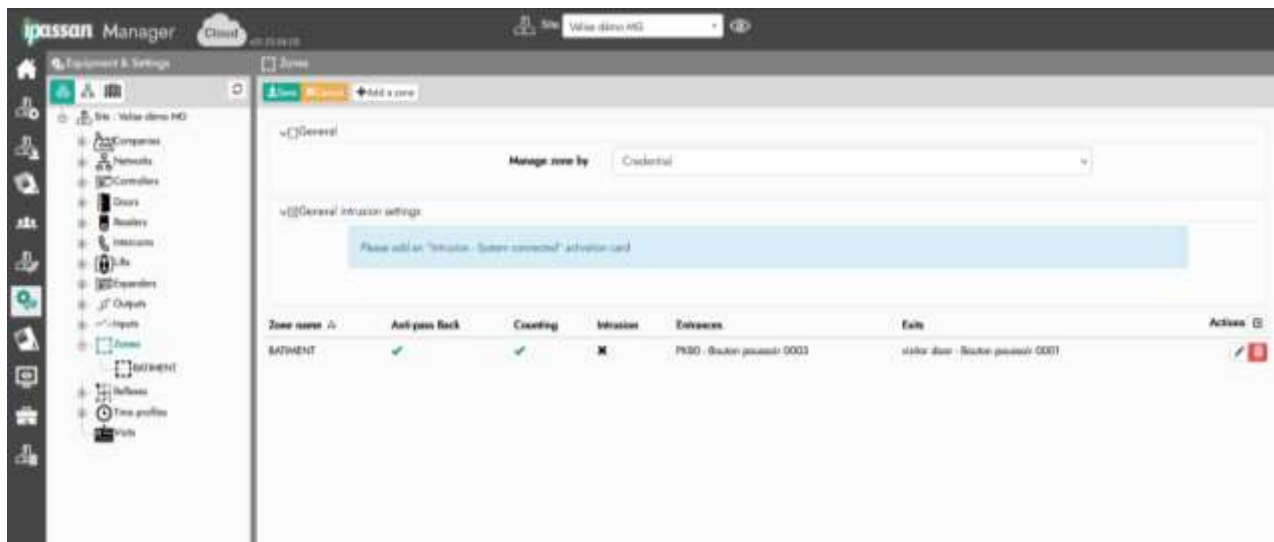 ipassan Manager Cloud
Site Valise démo MG
Equipment & Settings
Zones
Save Cancel Add a zone
Site : Valise démo MG
Companies
Networks
Controllers
Doors
Readers
Intercoms
Lifts
Expanders
Outputs
Inputs
Zones
BATIMENT
Reflexes
Time profiles
Visits
General
Manage zone by Credential
General intrusion settings
Please add an "Intrusion - System connected" activation card
Zone name Anti-pass Back Counting Intrusion Entrances Exits Actions
BATIMENT PKBO - Bouton poussoir 0003 visitor door - Bouton poussoir 0001